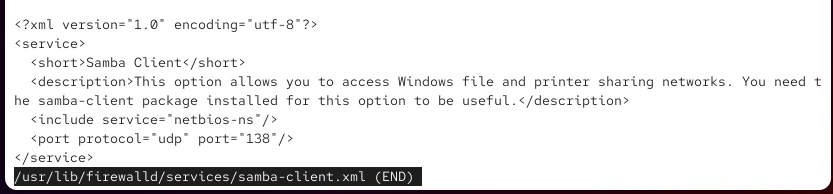 <?xml version="1.0" encoding="utf-8"?>
<service>
  <short>Samba Client</short>
  <description>This option allows you to access Windows file and printer sharing networks. You need t
he samba-client package installed for this option to be useful.</description>
  <include service="netbios-ns"/>
  <port protocol="udp" port="138"/>
</service>
/usr/lib/firewalld/services/samba-client.xml (END)